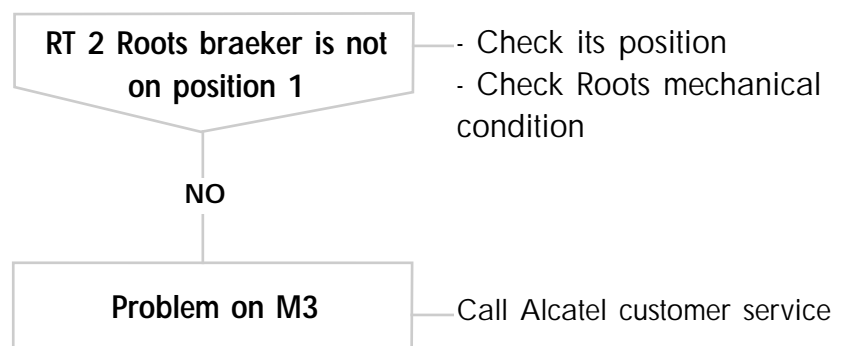 RT 2 Roots braeker is not
on position 1
- Check its position
- Check Roots mechanical
condition
NO
Problem on M3
Call Alcatel customer service